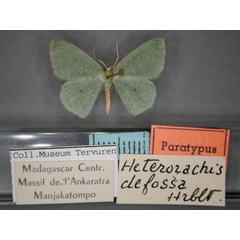 Coll. Museum Tervuren
Madagascar Centr.
Massif de l'Ankaratra
Manjakatompo
Paratypus
Heterorachis
defossa
Hrblt.